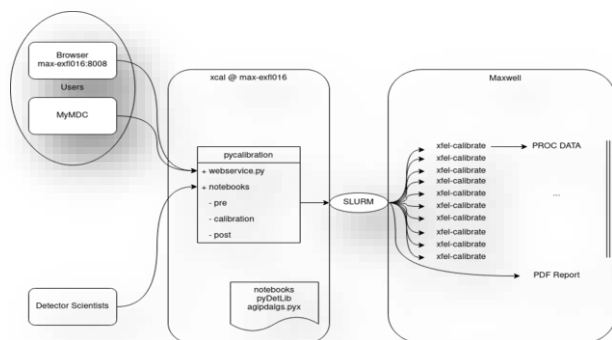 Browser
max-exfl016:8008
Users
MyMDC
Detector Scientists
xcal @ max-exfl016
pycalibration
+ webservice.py
+ notebooks
- pre
- calibration
- post
notebooks
pyDetLib
agipdalgs.pyx
SLURM
Maxwell
xfel-calibrate
PROC DATA
xfel-calibrate
xfel-calibrate
xfel-calibrate
xfel-calibrate
...
xfel-calibrate
xfel-calibrate
xfel-calibrate
xfel-calibrate
xfel-calibrate
PDF Report